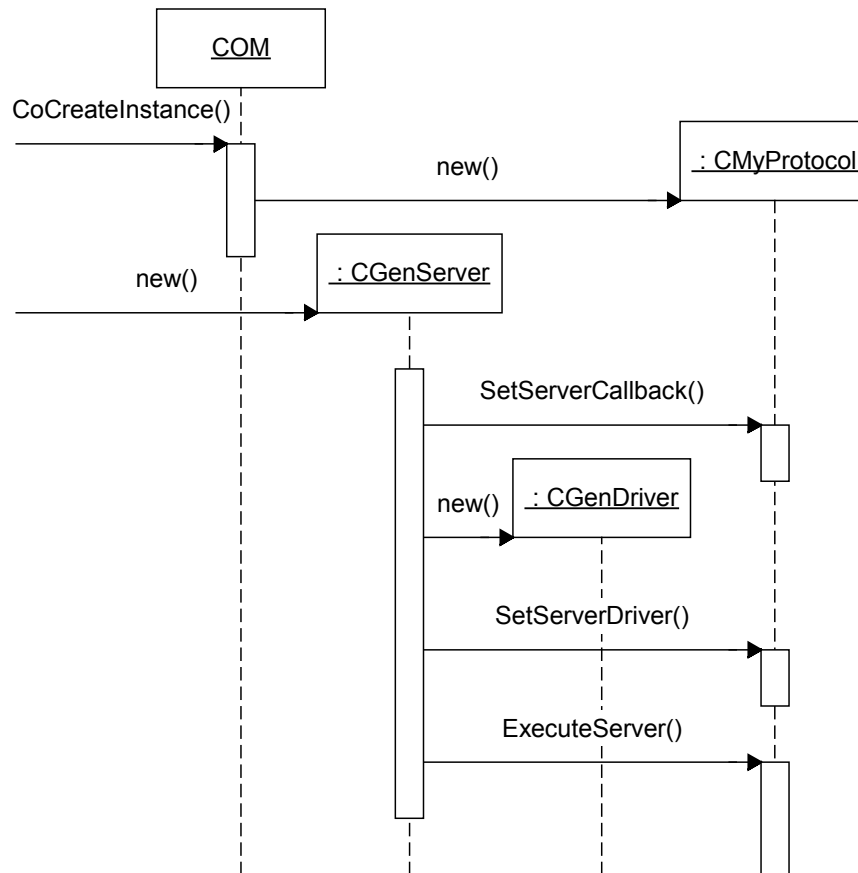 COM
CoCreateInstance()
new()
: CMyProtocol
new()
: CGenServer
SetServerCallback()
new()
: CGenDriver
SetServerDriver()
ExecuteServer()